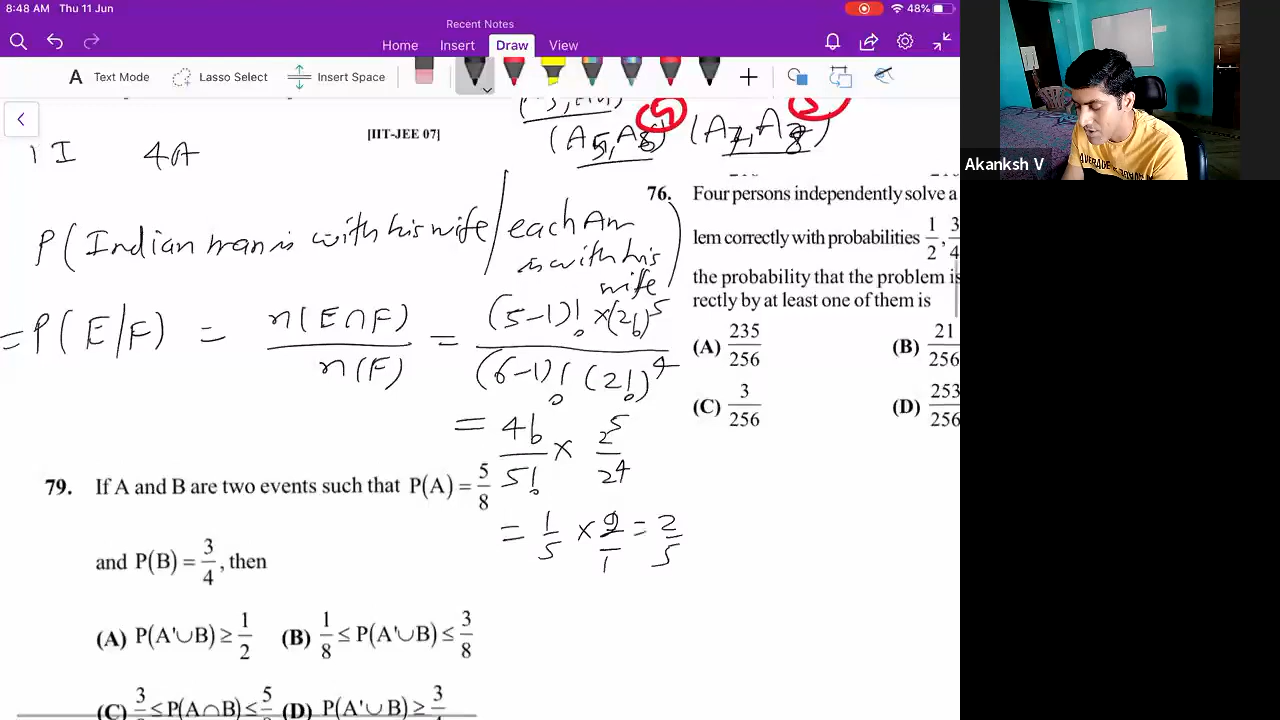 8:48 AM Thu 11 Jun
48%
Recent Notes
Home Insert Draw View
Text Mode Lasso Select Insert Space
Akanksh V
[IIT-JEE 07]
(A5, A6) (A7, A8)
1 I 4A
P( Indian man is with his wife / each Am
is with his
wife )
= P( E/F) = n(E∩F) / n(F) = (5-1)! × (2!)^5 / (6-1)! (2!)^4
= 4! / 5! × 2^5 / 2^4
= 1/5 × 2/1 = 2/5
76. Four persons independently solve a
lem correctly with probabilities 1/2, 3/4
the probability that the problem is
rectly by at least one of them is
(A) 235/256 (B) 21/256
(C) 3/256 (D) 253/256
79. If A and B are two events such that P(A) = 5/8
and P(B) = 3/4, then
(A) P(A'∪B) ≥ 1/2 (B) 1/8 ≤ P(A'∪B) ≤ 3/8
(C) 3/ ≤ P(A∩B) ≤ 5/ (D) P(A'∪B) ≥ 3/